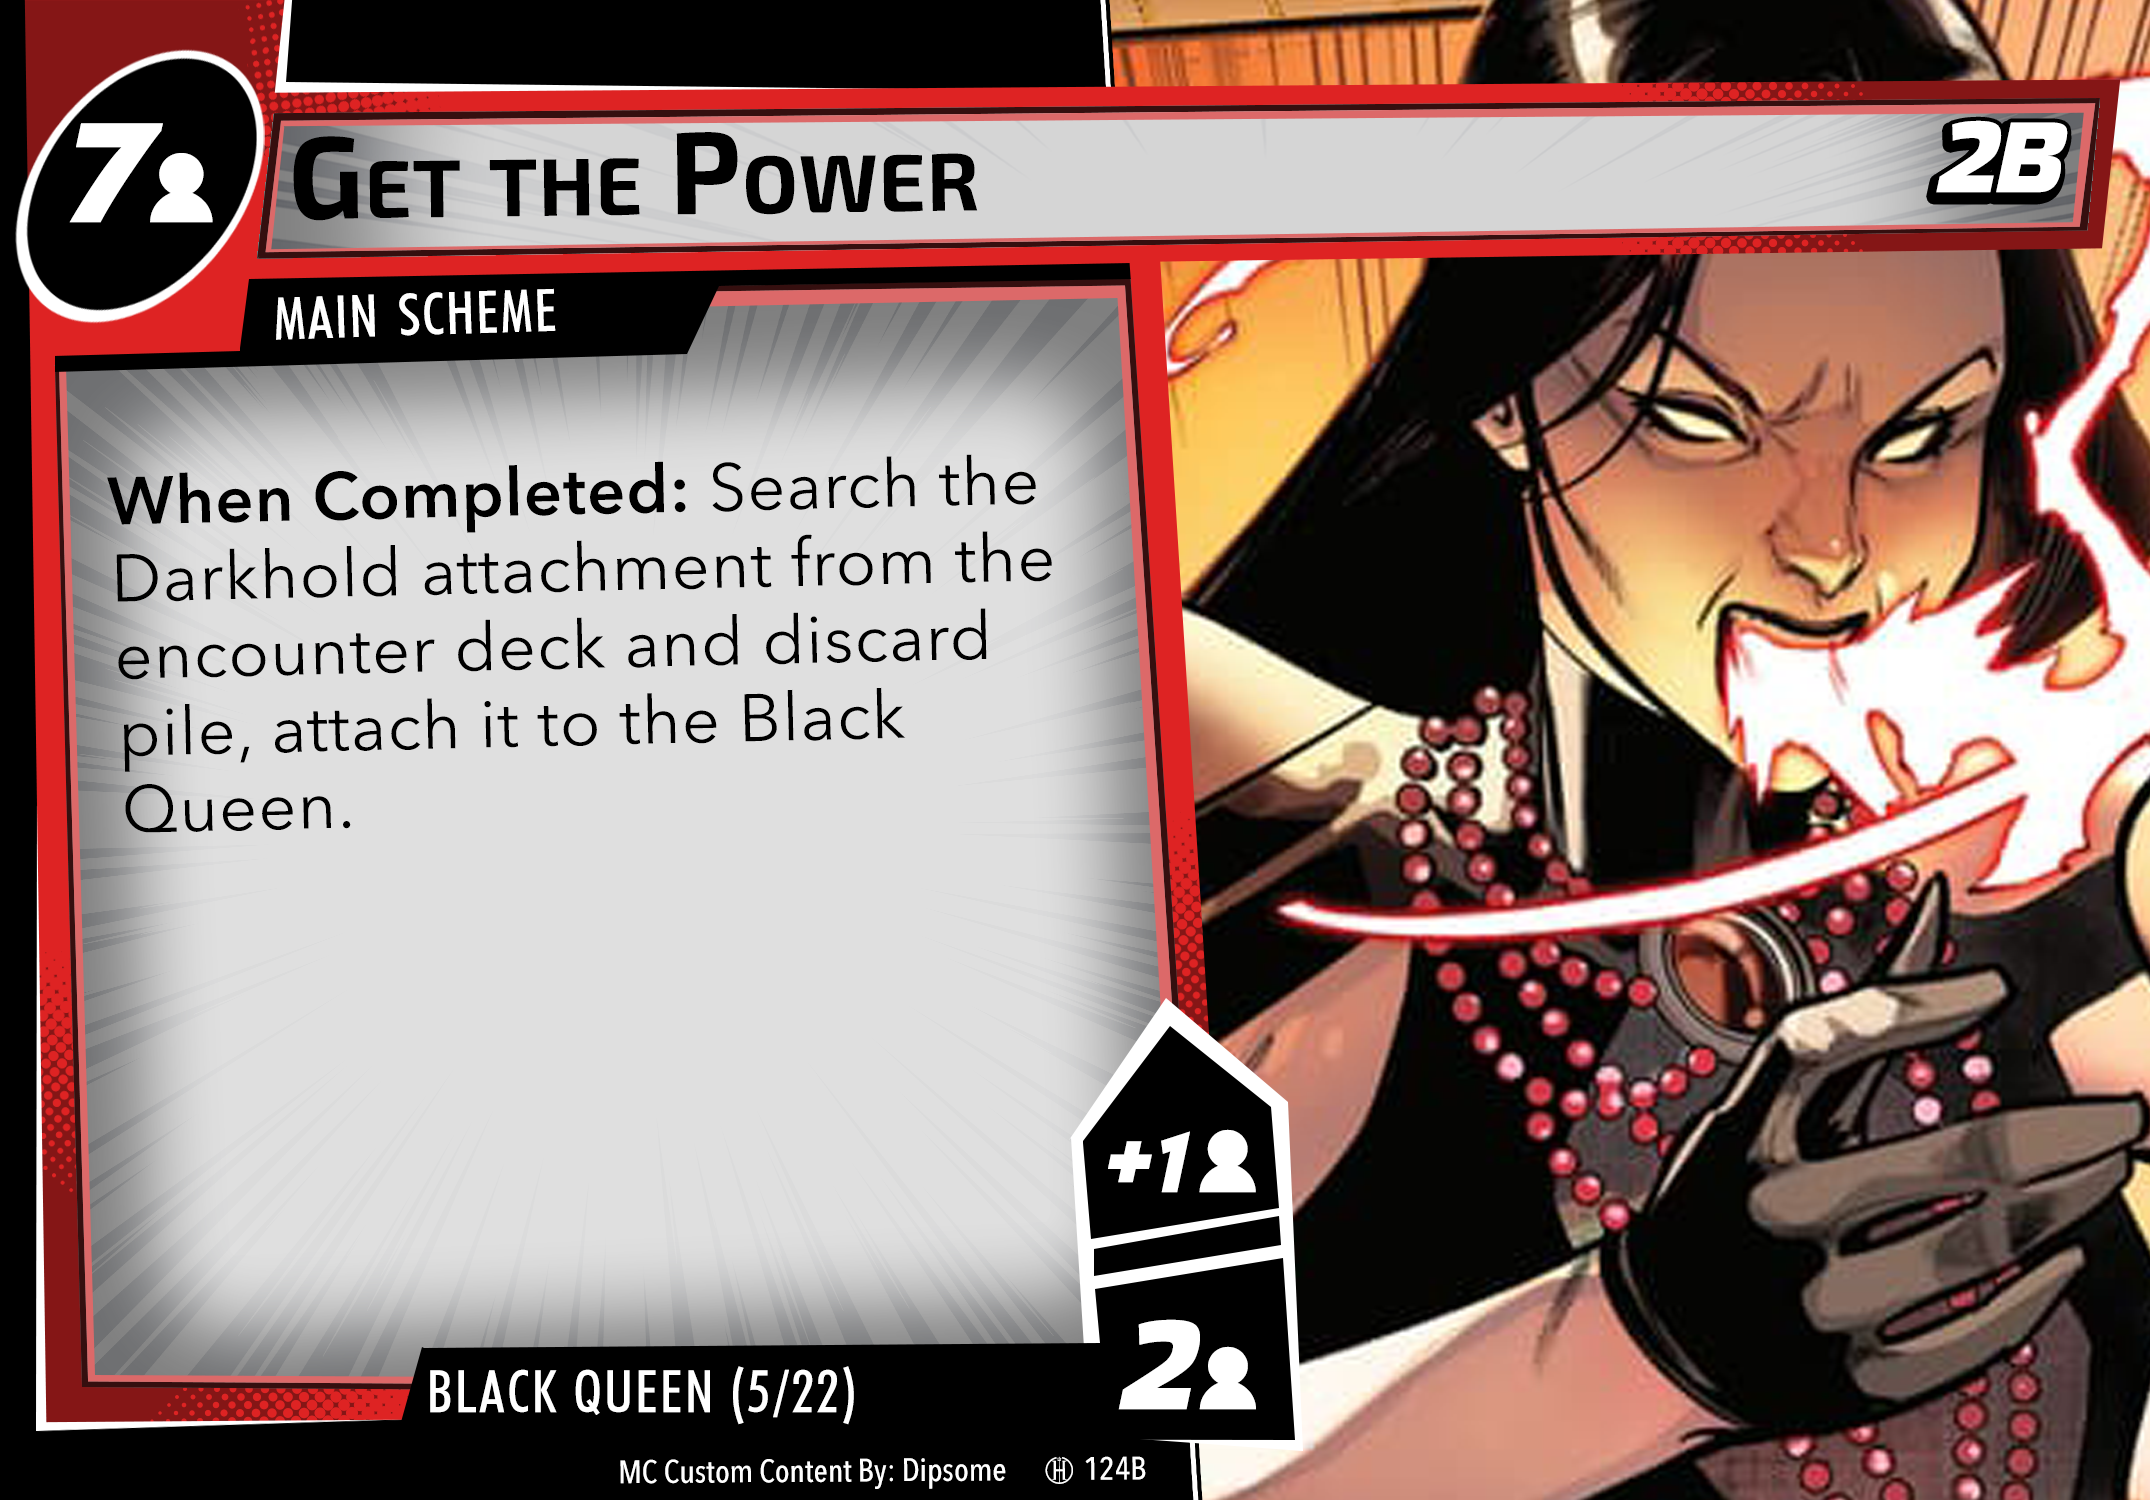 7
GET THE POWER
2B
MAIN SCHEME
When Completed: Search the
Darkhold attachment from the
encounter deck and discard
pile, attach it to the Black
Queen.
+1
2
BLACK QUEEN (5/22)
MC Custom Content By: Dipsome 124B